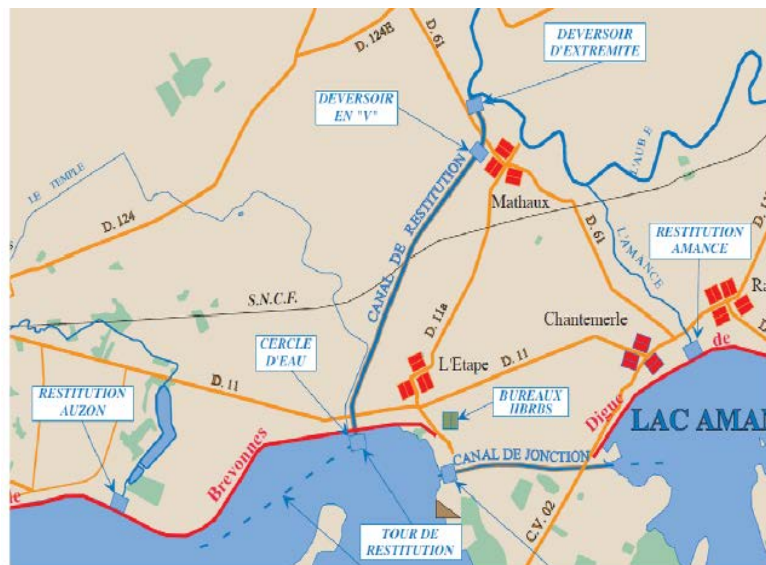 D. 124E
D. 61
DEVERSOIR
D'EXTREMITE
DEVERSOIR
EN "V"
L'AUBE
LE TEMPLE
CANAL DE RESTITUTION
Mathaux
D. 124
D. 61
L'AMANCE
RESTITUTION
AMANCE
S.N.C.F.
D. 11a
Chantemerle
CERCLE
D'EAU
L'Etape
D. 11
de
D. 11
RESTITUTION
AUZON
BUREAUX
IIBRBS
Digue
LAC AMAN
Brevonnes
CANAL DE JONCTION
TOUR DE
RESTITUTION
C.V. 02